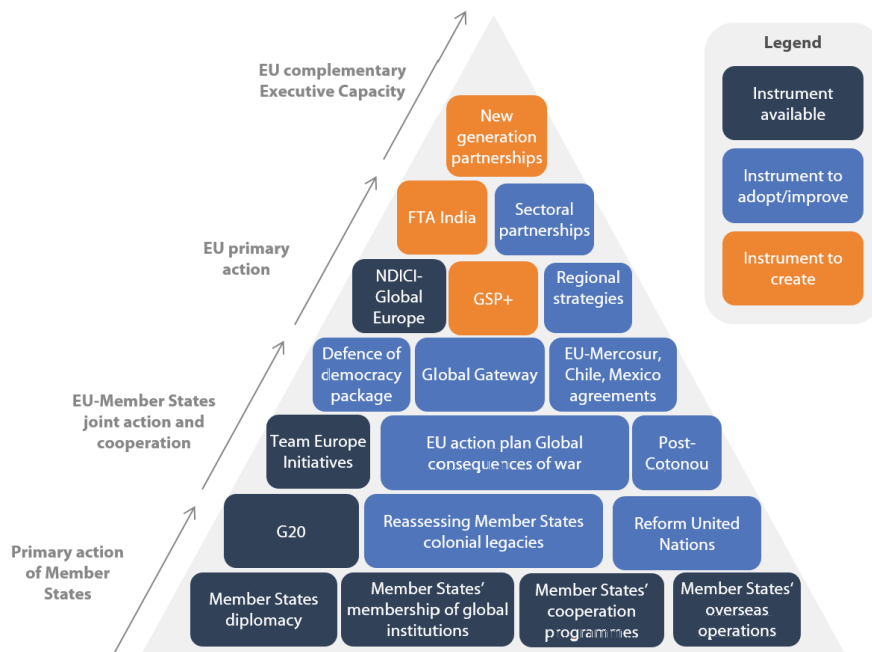 EU complementary
Executive Capacity
EU primary
action
EU-Member States
joint action and
cooperation
Primary action
of Member
States
New
generation
partnerships
FTA India
Sectoral
partnerships
NDICI-
Global
Europe
GSP+
Regional
strategies
Defence of
democracy
package
Global Gateway
EU-Mercosur,
Chile, Mexico
agreements
Team Europe
Initiatives
EU action plan Global
consequences of war
Post-
Cotonou
G20
Reassessing Member States
colonial legacies
Reform United
Nations
Member States
diplomacy
Member States’
membership of global
institutions
Member States’
cooperation
programmes
Member States‘
overseas
operations
Legend
Instrument
available
Instrument to
adopt/improve
Instrument to
create